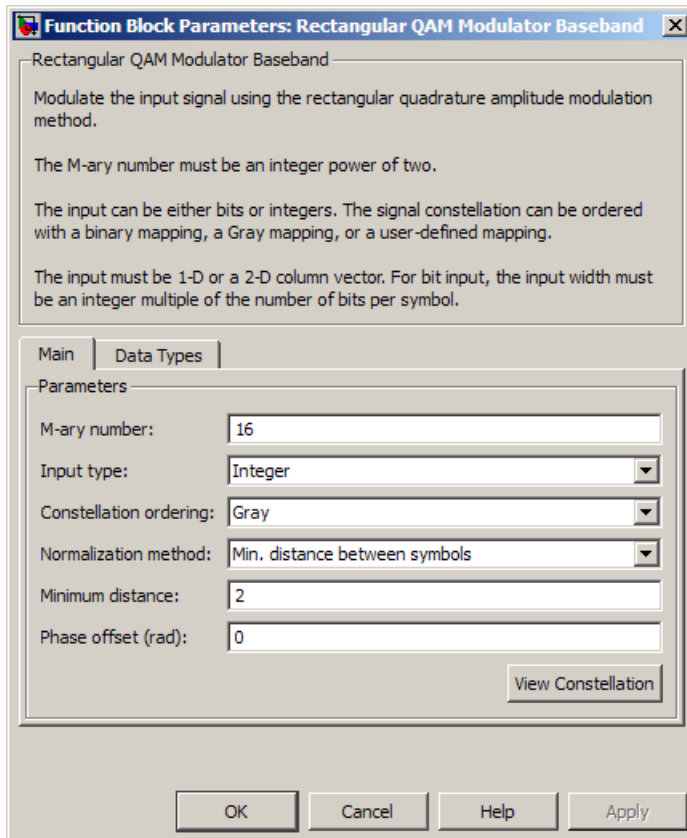 Function Block Parameters: Rectangular QAM Modulator Baseband
Rectangular QAM Modulator Baseband
Modulate the input signal using the rectangular quadrature amplitude modulation
method.
The M-ary number must be an integer power of two.
The input can be either bits or integers. The signal constellation can be ordered
with a binary mapping, a Gray mapping, or a user-defined mapping.
The input must be 1-D or a 2-D column vector. For bit input, the input width must
be an integer multiple of the number of bits per symbol.
Main Data Types
Parameters
M-ary number: 16
Input type: Integer
Constellation ordering: Gray
Normalization method: Min. distance between symbols
Minimum distance: 2
Phase offset (rad): 0
View Constellation
OK Cancel Help Apply